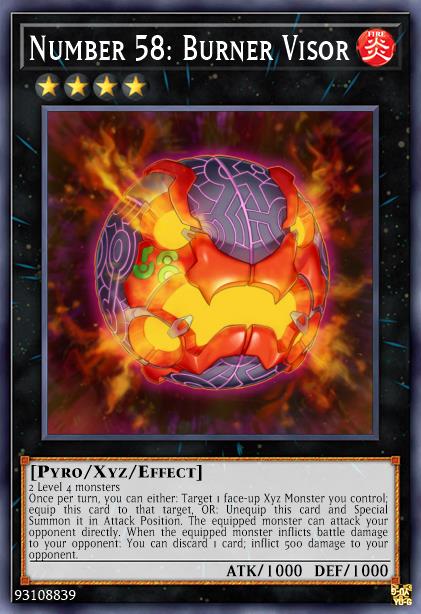 NUMBER 58: BURNER VISOR
FIRE
炎
58
[PYRO/XYZ/EFFECT]
2 Level 4 monsters
Once per turn, you can either: Target 1 face-up Xyz Monster you control;
equip this card to that target, OR: Unequip this card and Special
Summon it in Attack Position. The equipped monster can attack your
opponent directly. When the equipped monster inflicts battle damage
to your opponent: You can discard 1 card; inflict 500 damage to your
opponent.
ATK/1000 DEF/1000
93108839